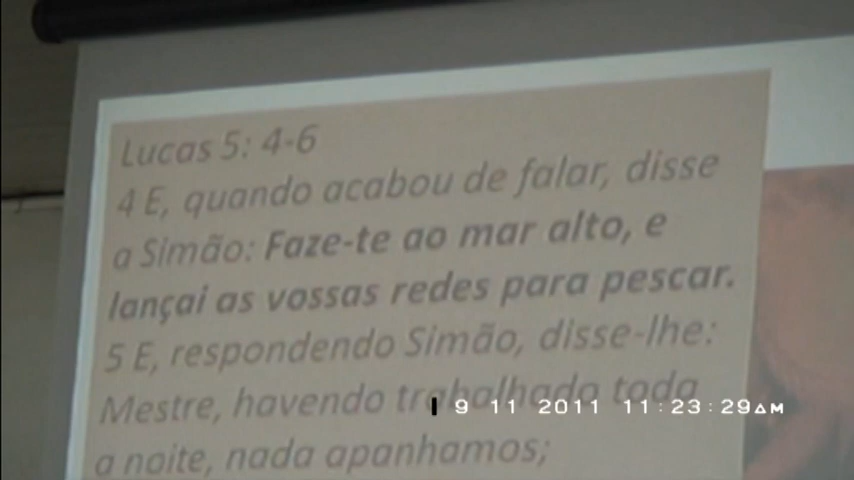 Lucas 5: 4-6
4 E, quando acabou de falar, disse
a Simão: Faze-te ao mar alto, e
lançai as vossas redes para pescar.
5 E, respondendo Simão, disse-lhe:
Mestre, havendo trabalhado toda
9 11 2011 11:23:29AM
a noite, nada apanhamos;